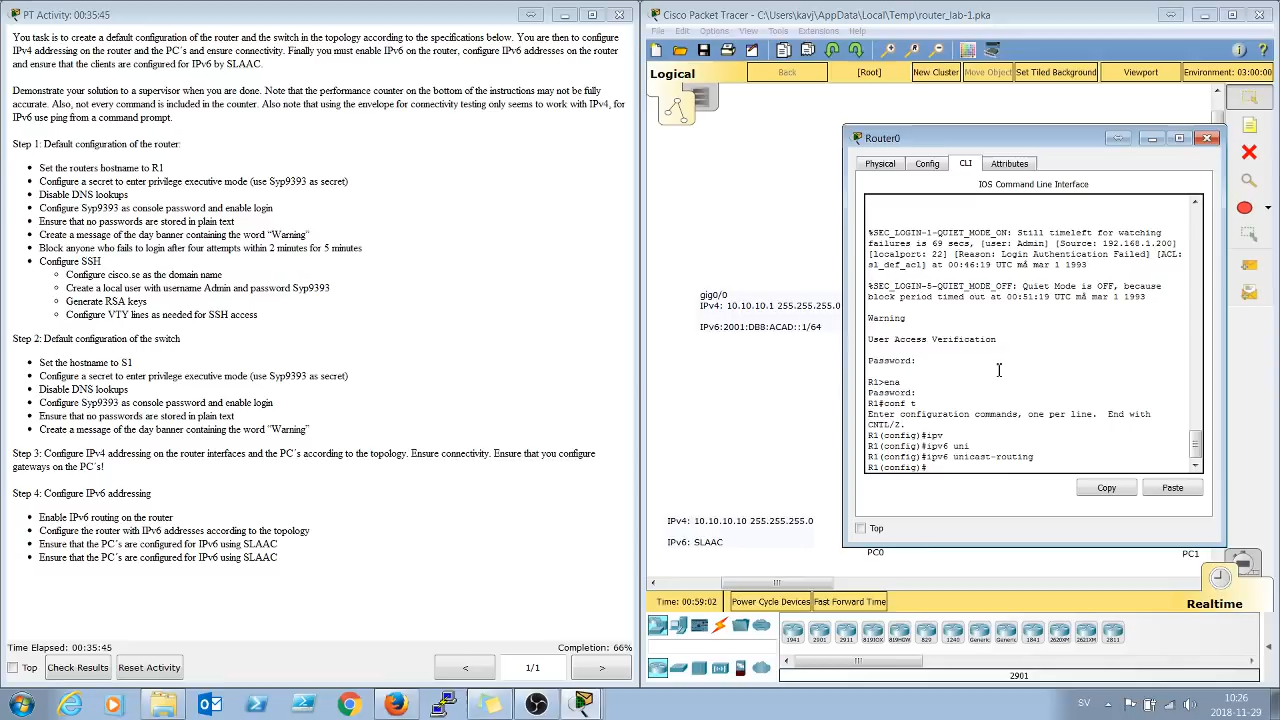 PT Activity: 00:35:45
You task is to create a default configuration of the router and the switch in the topology according to the specifications below. You are then to configure
IPv4 addressing on the router and the PC´s and ensure connectivity. Finally you must enable IPv6 on the router, configure IPv6 addresses on the router
and ensure that the clients are configured for IPv6 by SLAAC.
Demonstrate your solution to a supervisor when you are done. Note that the performance counter on the bottom of the instructions may not be fully
accurate. Also, not every command is included in the counter. Also note that using the envelope for connectivity testing only seems to work with IPv4, for
IPv6 use ping from a command prompt.
Step 1: Default configuration of the router:
Set the routers hostname to R1
Configure a secret to enter privilege executive mode (use Syp9393 as secret)
Disable DNS lookups
Configure Syp9393 as console password and enable login
Ensure that no passwords are stored in plain text
Create a message of the day banner containing the word “Warning”
Block anyone who fails to login after four attempts within 2 minutes for 5 minutes
Configure SSH
Configure cisco.se as the domain name
Create a local user with username Admin and password Syp9393
Generate RSA keys
Configure VTY lines as needed for SSH access
Step 2: Default configuration of the switch
Set the hostname to S1
Configure a secret to enter privilege executive mode (use Syp9393 as secret)
Disable DNS lookups
Configure Syp9393 as console password and enable login
Ensure that no passwords are stored in plain text
Create a message of the day banner containing the word “Warning”
Step 3: Configure IPv4 addressing on the router interfaces and the PC´s according to the topology. Ensure connectivity. Ensure that you configure
gateways on the PC´s!
Step 4: Configure IPv6 addressing
Enable IPv6 routing on the router
Configure the router with IPv6 addresses according to the topology
Ensure that the PC´s are configured for IPv6 using SLAAC
Ensure that the PC´s are configured for IPv6 using SLAAC
Time Elapsed: 00:35:45
Completion: 66%
Top
Check Results
Reset Activity
<
1/1
>
Cisco Packet Tracer - C:\Users\kavj\AppData\Local\Temp\router_lab-1.pka
File Edit Options View Tools Extensions Help
Logical
Back
[Root]
New Cluster
Move Object
Set Tiled Background
Viewport
Environment: 03:00:00
gig0/0
IPv4: 10.10.10.1 255.255.255.0
IPv6:2001:DB8:ACAD::1/64
IPv4: 10.10.10.10 255.255.255.0
IPv6: SLAAC
PC0
PC1
Router0
Physical
Config
CLI
Attributes
IOS Command Line Interface
%SEC_LOGIN-1-QUIET_MODE_ON: Still timeleft for watching
failures is 69 secs, [user: Admin] [Source: 192.168.1.200]
[localport: 22] [Reason: Login Authentication Failed] [ACL:
sl_def_acl] at 00:46:19 UTC må mar 1 1993
%SEC_LOGIN-5-QUIET_MODE_OFF: Quiet Mode is OFF, because
block period timed out at 00:51:19 UTC må mar 1 1993
Warning
User Access Verification
Password:
R1>ena
Password:
R1#conf t
Enter configuration commands, one per line. End with
CNTL/Z.
R1(config)#ipv
R1(config)#ipv6 uni
R1(config)#ipv6 unicast-routing
R1(config)#
Copy
Paste
Top
Time: 00:59:02
Power Cycle Devices
Fast Forward Time
Realtime
1941
2901
2911
819IOX
819HGW
829
1240
Generic
Generic
1841
2620XM
2621XM
2811
2901
SV
10:26
2018-11-29